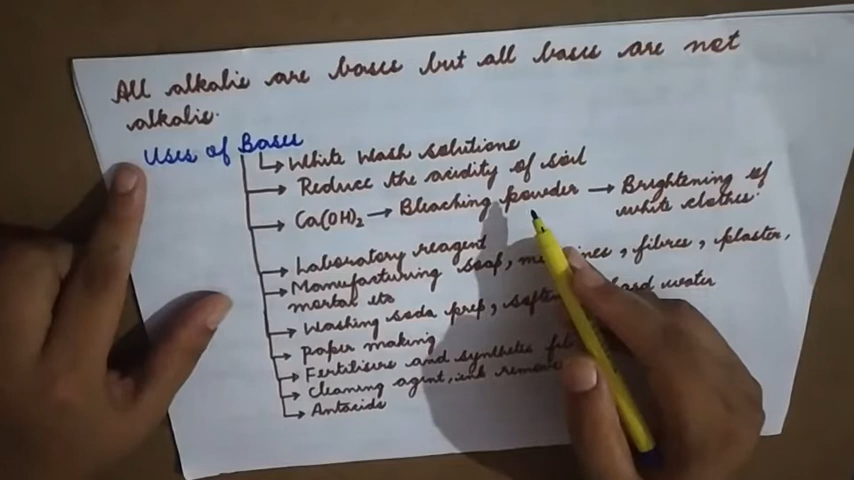 All alkalis are bases but all bases are not
alkalis.
Uses of Bases
White wash solutions
Reduce the acidity of soil
Ca(OH)₂ → Bleaching powder → Brightening of
white clothes.
Laboratory reagent
Manufacturing soap, , fibres, plaster,
mortar etc
Washing soda prep, water
paper making
Fertilisers and synthetic
Cleaning agent, ink
Antacids